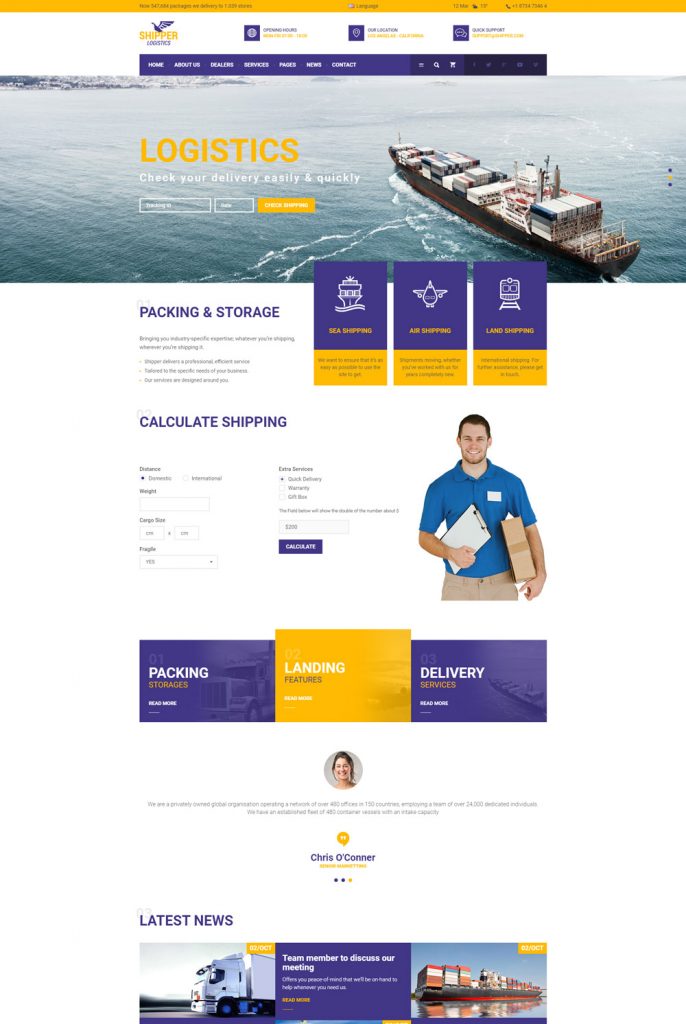 Now 547,684 packages we delivery to 1,039 stores
Language
12 Mar
13°
+1 8734 7346 4
SHIPPER
LOGISTICS
OPENING HOURS
OUR LOCATION
LOS ANGELAS - CALIFORNIA
QUICK SUPPORT
SUPPORT@SHIPPER.COM
HOME ABOUT US DEALERS SERVICES PAGES NEWS CONTACT
LOGISTICS
Check your delivery easily & quickly
Tracking id
Date
CHECK SHIPPING
01
PACKING & STORAGE
Bringing you industry-specific expertise; whatever you're shipping,
wherever you're shipping it.
Shipper delivers a professional, efficient service
Tailored to the specific needs of your business.
Our services are designed around you.
SEA SHIPPING
We want to ensure that it's as
easy as possible to use the
site to get.
AIR SHIPPING
Shipments moving, whether
you've worked with us for
years completely new.
LAND SHIPPING
International shipping. For
further assistance, please get
in touch.
02
CALCULATE SHIPPING
Distance
Domestic International
Weight
Cargo Size
cm x cm
Fragile
YES
Extra Services
Quick Delivery
Warranty
Gift Box
The Field below will show the double of the number about $
$200
CALCULATE
01
PACKING
STORAGES
READ MORE
02
LANDING
FEATURES
READ MORE
03
DELIVERY
SERVICES
READ MORE
We are a privately owned global organisation operating a network of over 480 offices in 150 countries, employing a team of over 24,000 dedicated individuals.
We have an established fleet of 480 container vessels with an intake capacity
Chris O'Conner
SENIOR MARKETTING
03
LATEST NEWS
02/OCT
Team member to discuss our
meeting
Offers you peace-of-mind that we'll be on-hand to
help whenever you need us.
READ MORE
02/OCT